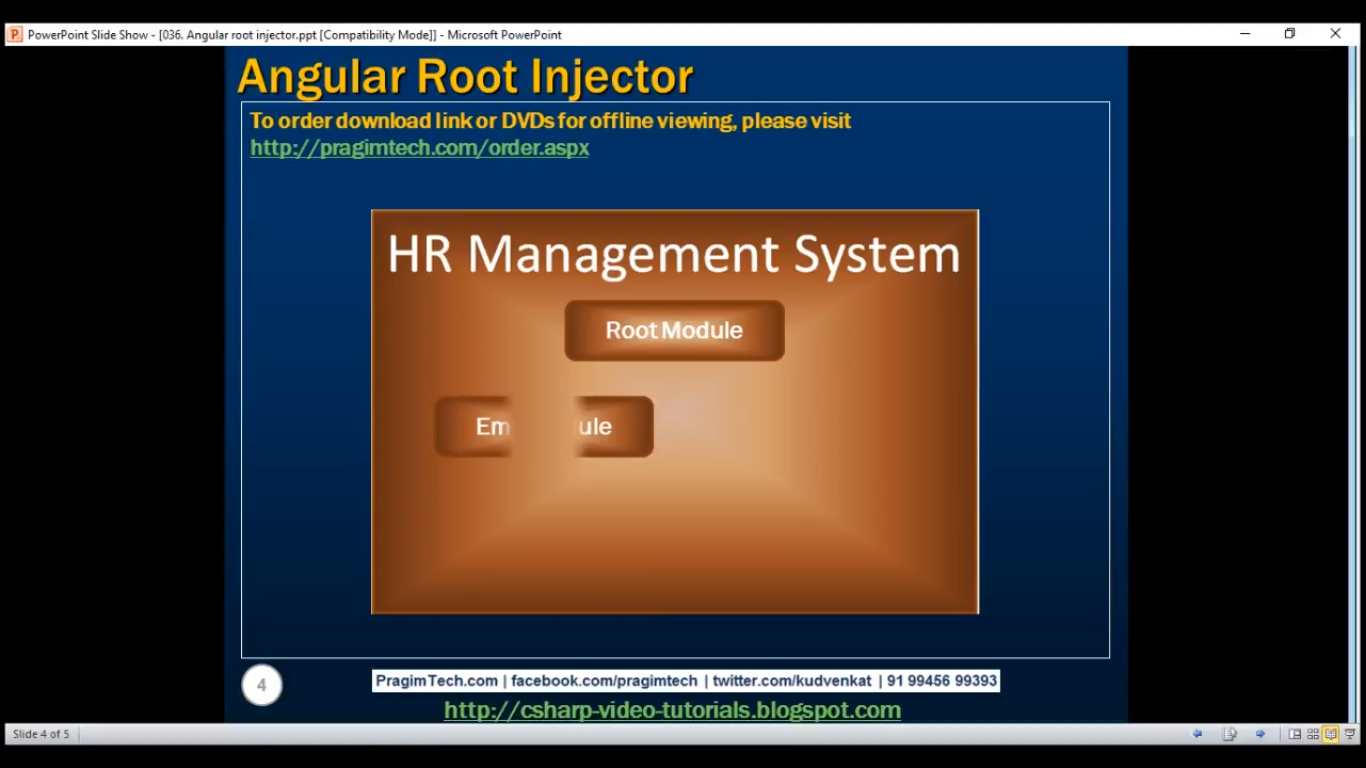 PowerPoint Slide Show - [036. Angular root injector.ppt [Compatibility Mode]] - Microsoft PowerPoint
Angular Root Injector
To order download link or DVDs for offline viewing, please visit
http://pragimtech.com/order.aspx
HR Management System
Root Module
Em ule
4
PragimTech.com | facebook.com/pragimtech | twitter.com/kudvenkat | 91 99456 99393
http://csharp-video-tutorials.blogspot.com
Slide 4 of 5